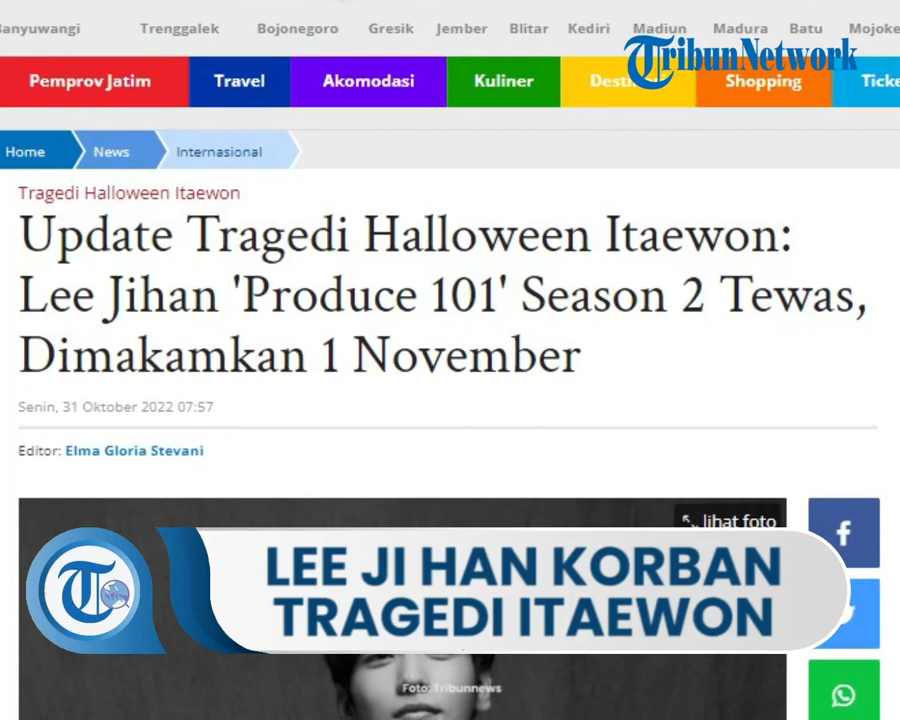 Banyuwangi Trenggalek Bojonegoro Gresik Jember Blitar Kediri Madiun Madura Batu Mojoke
TribunNetwork
Pemprov Jatim Travel Akomodasi Kuliner Desti Shopping Ticke
Home News Internasional
Tragedi Halloween Itaewon
Update Tragedi Halloween Itaewon:
Lee Jihan 'Produce 101' Season 2 Tewas,
Dimakamkan 1 November
Senin, 31 Oktober 2022 07:57
Editor: Elma Gloria Stevani
lihat foto
LEE JI HAN KORBAN
TRAGEDI ITAEWON
Foto: Tribunnews